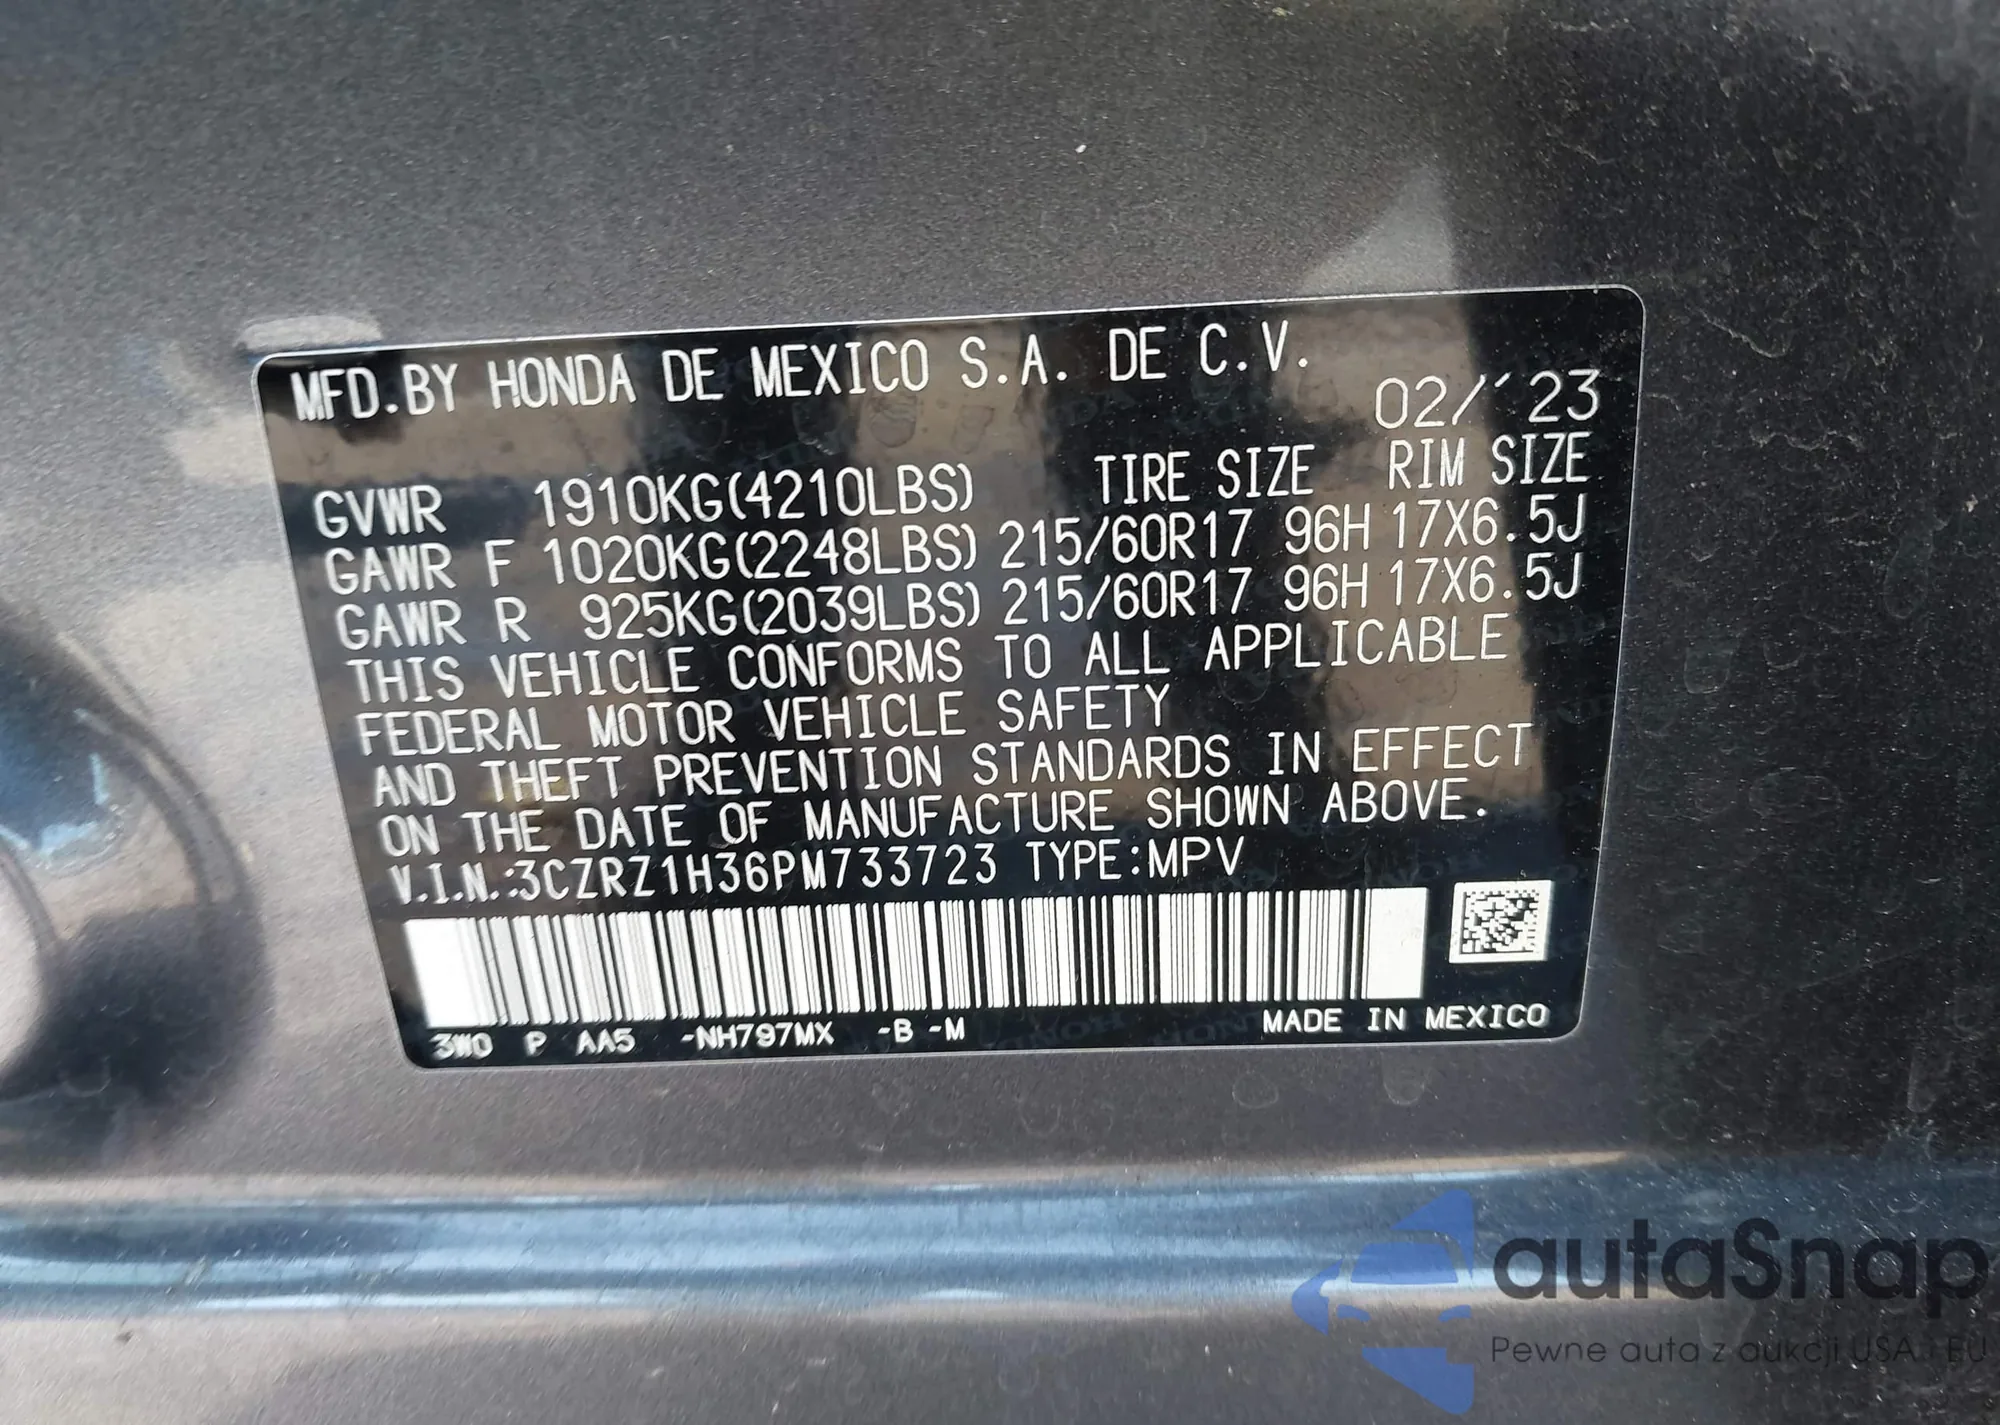 MFD.BY HONDA DE MEXICO S.A. DE C.V.
02/'23
TIRE SIZE RIM SIZE
GVWR 1910KG(4210LBS)
GAWR F 1020KG(2248LBS) 215/60R17 96H 17X6.5J
GAWR R 925KG(2039LBS) 215/60R17 96H 17X6.5J
THIS VEHICLE CONFORMS TO ALL APPLICABLE
FEDERAL MOTOR VEHICLE SAFETY
AND THEFT PREVENTION STANDARDS IN EFFECT
ON THE DATE OF MANUFACTURE SHOWN ABOVE.
V.I.N.:3CZRZ1H36PM733723 TYPE:MPV
3W0 P AA5 -NH797MX -B -M MADE IN MEXICO
autaSnap
Pewne auta z aukcji USA i EU